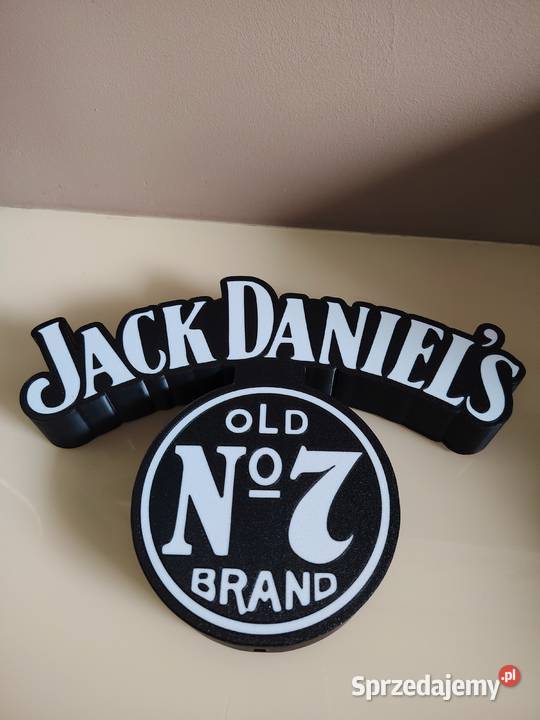 JACK DANIEL'S
OLD
Nº7
BRAND
Sprzedajemy.pl